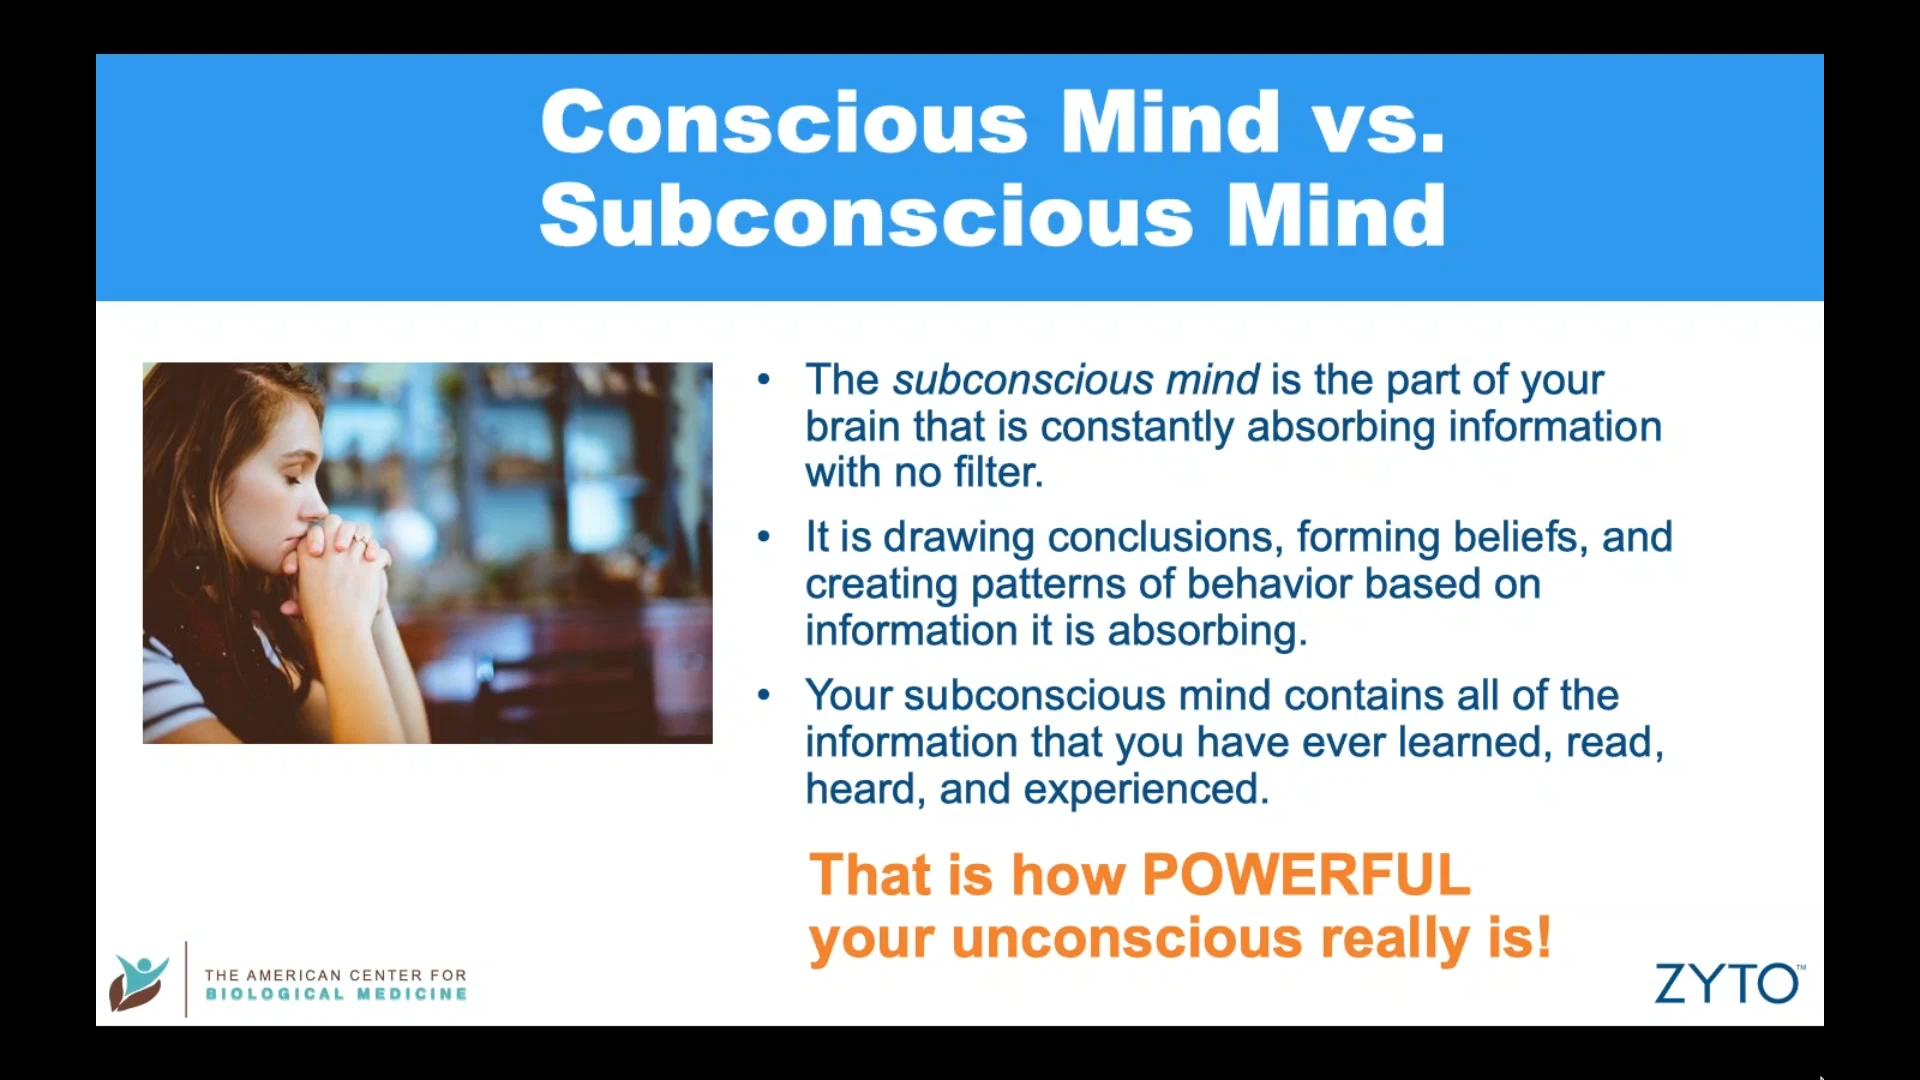 Conscious Mind vs.
Subconscious Mind
• The subconscious mind is the part of your
brain that is constantly absorbing information
with no filter.
• It is drawing conclusions, forming beliefs, and
creating patterns of behavior based on
information it is absorbing.
• Your subconscious mind contains all of the
information that you have ever learned, read,
heard, and experienced.
That is how POWERFUL
your unconscious really is!
THE AMERICAN CENTER FOR
BIOLOGICAL MEDICINE
ZYTO™